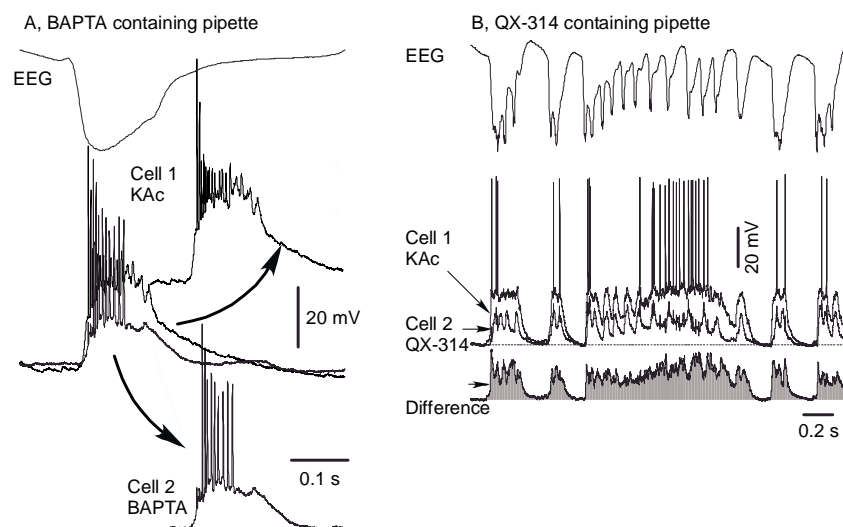 A, BAPTA containing pipette
EEG
Cell 1
KAc
20 mV
0.1 s
Cell 2
BAPTA
B, QX-314 containing pipette
EEG
20 mV
Cell 1
KAc
Cell 2
QX-314
Difference
0.2 s